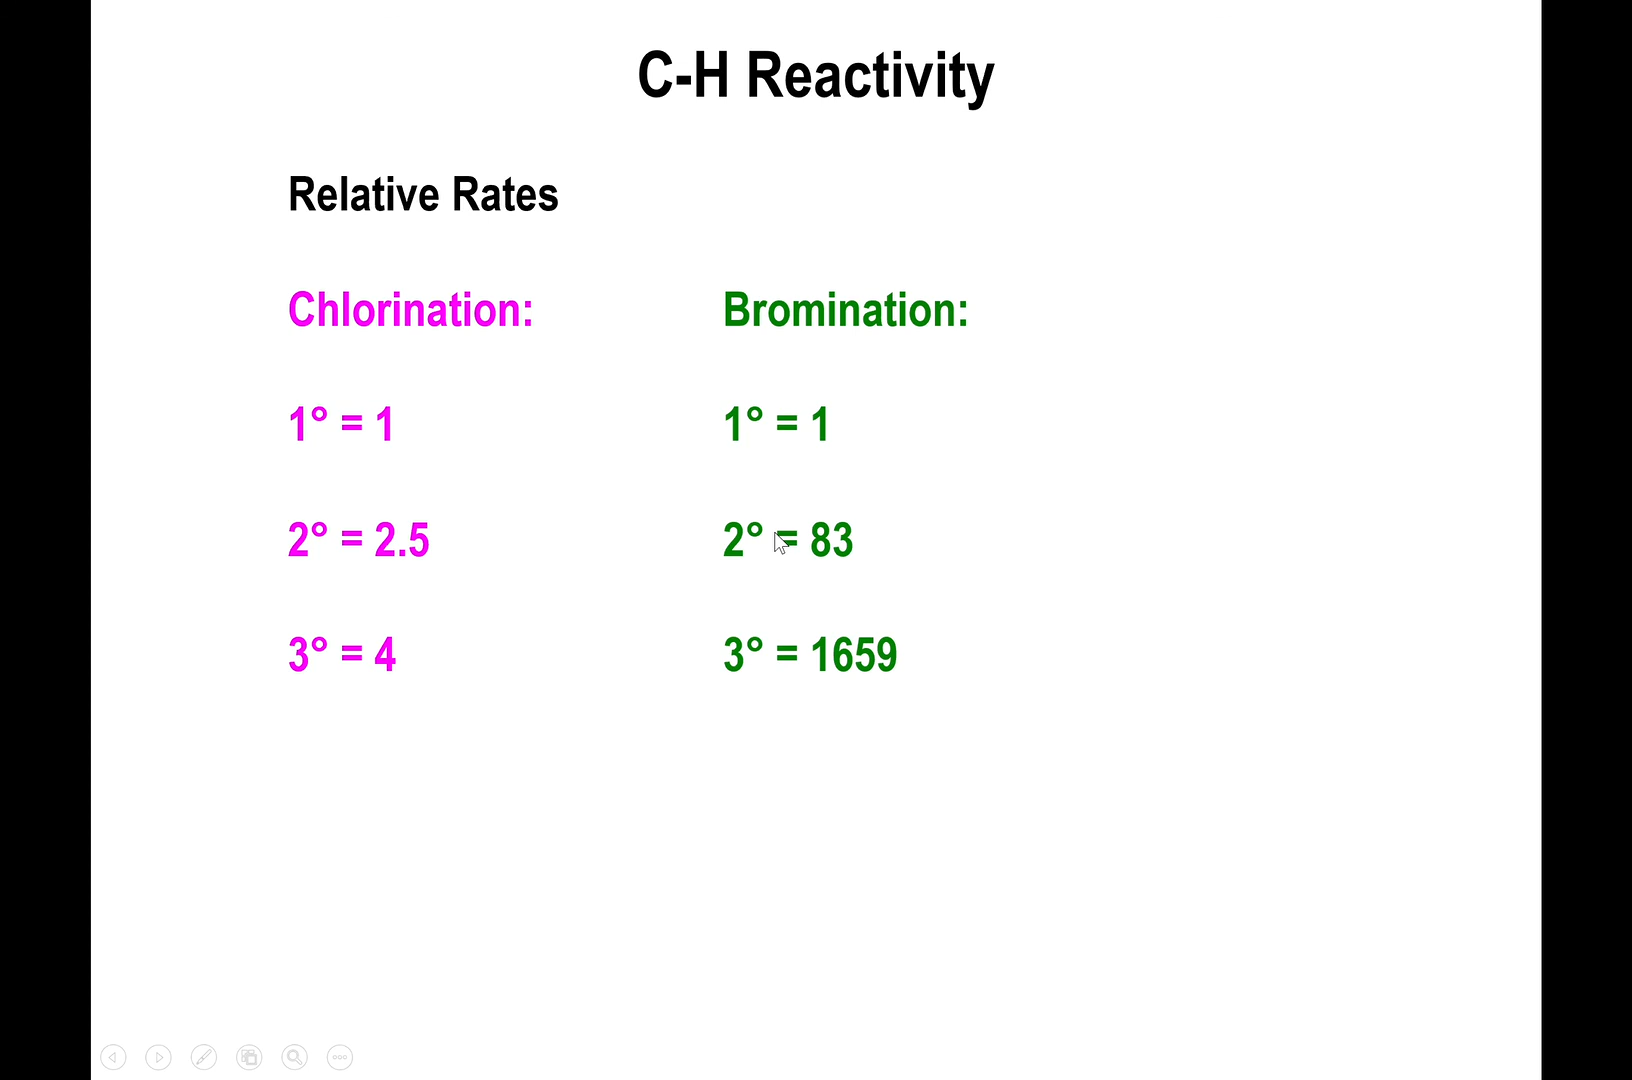 C-H Reactivity
Relative Rates
Chlorination: Bromination:
1° = 1 1° = 1
2° = 2.5 2° = 83
3° = 4 3° = 1659